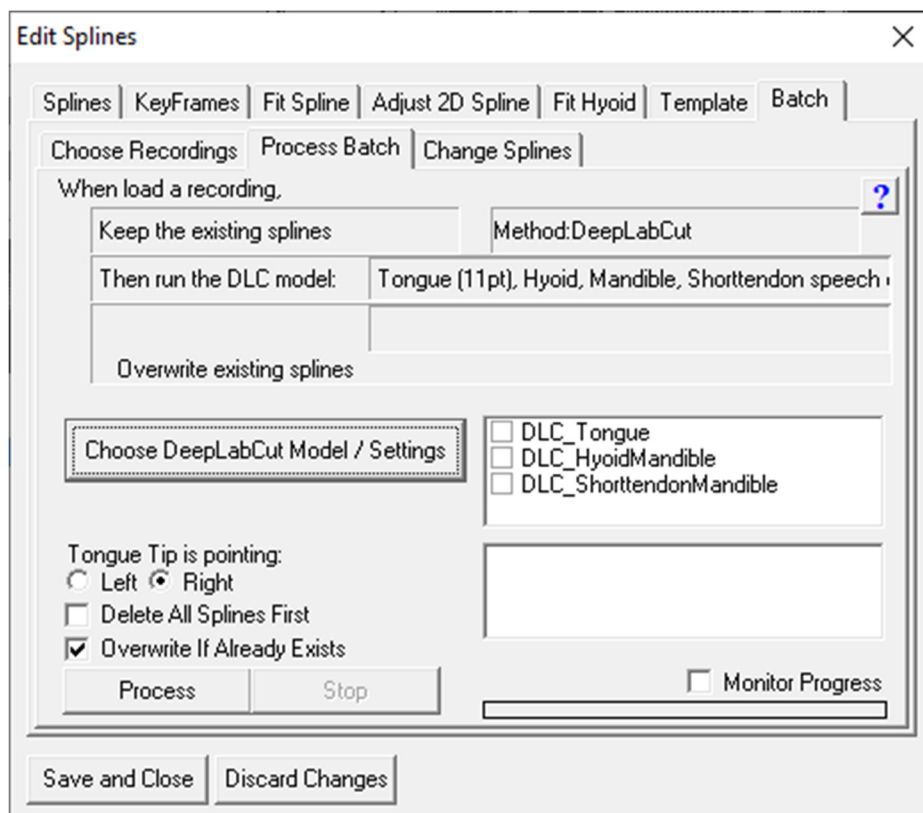 Edit Splines
Splines KeyFrames Fit Spline Adjust 2D Spline Fit Hyoid Template Batch
Choose Recordings Process Batch Change Splines
When load a recording,
?
Keep the existing splines Method:DeepLabCut
Then run the DLC model: Tongue (11pt), Hyoid, Mandible, Shorttendon speech
Overwrite existing splines
Choose DeepLabCut Model / Settings
DLC_Tongue
DLC_HyoidMandible
DLC_ShorttendonMandible
Tongue Tip is pointing:
Left Right
Delete All Splines First
Overwrite If Already Exists
Process Stop
Monitor Progress
Save and Close Discard Changes